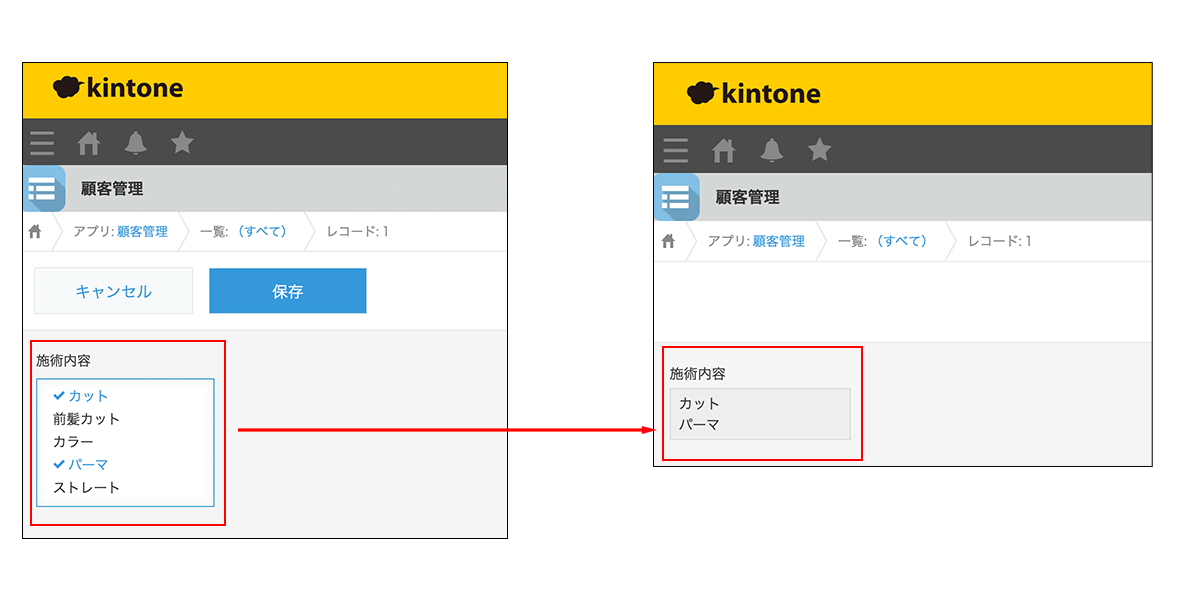 kintone
顧客管理
アプリ: 顧客管理 一覧: (すべて) レコード: 1
キャンセル 保存
施術内容
カット
前髪カット
カラー
パーマ
ストレート
kintone
顧客管理
アプリ: 顧客管理 一覧: (すべて) レコード: 1
施術内容
カット
パーマ